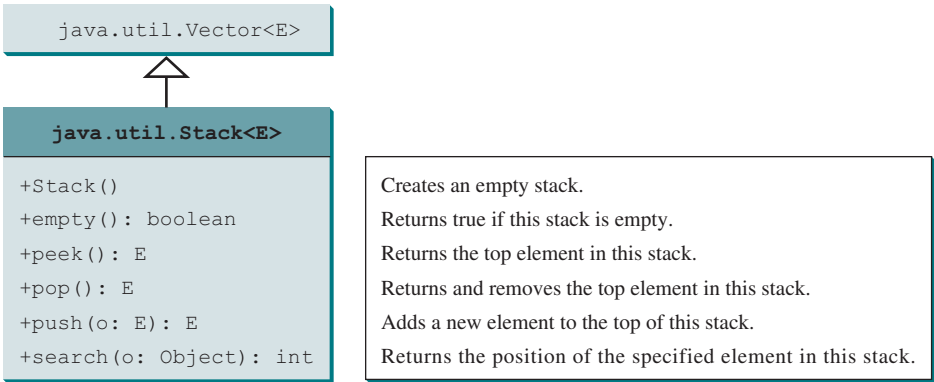 java.util.Vector<E>
java.util.Stack<E>
+Stack()
Creates an empty stack.
+empty(): boolean
Returns true if this stack is empty.
+peek(): E
Returns the top element in this stack.
+pop(): E
Returns and removes the top element in this stack.
+push(o: E): E
Adds a new element to the top of this stack.
+search(o: Object): int
Returns the position of the specified element in this stack.